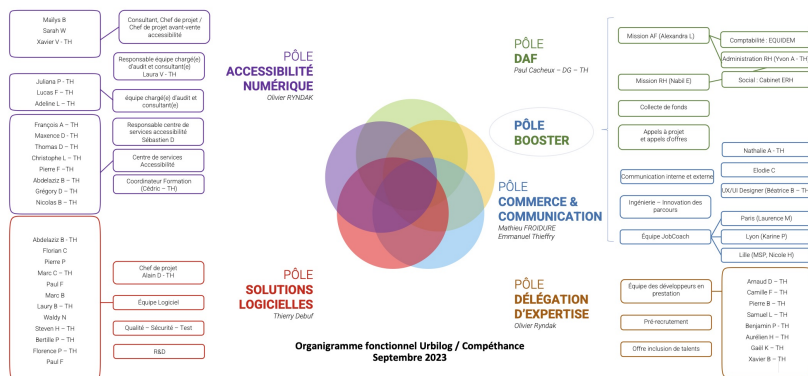 Maïlys B
Sarah W
Xavier V - TH
Consultant, Chef de projet /
Chef de projet avant-vente
accessibilité
Responsable équipe chargé(e)
d'audit et consultant(e)
Laura V - TH
Juliana P - TH
Lucas F – TH
Adeline L – TH
équipe chargé(e) d'audit et
consultant(e)
François A – TH
Maxence D - TH
Thomas D – TH
Christophe L – TH
Pierre F –TH
Abdelaziz B – TH
Grégory D – TH
Nicolas B – TH
Responsable centre de
services accessibilité
Sébastien D
Centre de services
Accessibilité
Coordinateur Formation
(Cédric – TH)
Abdelaziz B - TH
Florian C
Pierre P
Marc C – TH
Paul F
Marc B
Laury B – TH
Waldy N
Steven H – TH
Bertille P – TH
Florence P – TH
Paul F
Chef de projet
Alain D - TH
Équipe Logiciel
Qualité – Sécurité – Test
R&D
PÔLE
ACCESSIBILITÉ
NUMÉRIQUE
Olivier RYNDAK
PÔLE
SOLUTIONS
LOGICIELLES
Thierry Debuf
PÔLE
DAF
Paul Cacheux – DG – TH
PÔLE
BOOSTER
PÔLE
COMMERCE &
COMMUNICATION
Mathieu FROIDURE
Emmanuel Thieffry
PÔLE
DÉLÉGATION
D'EXPERTISE
Olivier Ryndak
Mission AF (Alexandra L)
Comptabilité : EQUIDEM
Administration RH (Yvon A - TH)
Mission RH (Nabil E)
Social : Cabinet ERH
Collecte de fonds
Appels à projet
et appels d'offres
Nathalie A - TH
Communication interne et externe
Elodie C
UX/UI Designer (Béatrice B – TH)
Ingénierie – Innovation des
parcours
Équipe JobCoach
Paris (Laurence M)
Lyon (Karine P)
Lille (MSP, Nicole H)
Équipe des développeurs en
prestation
Pré-recrutement
Offre inclusion de talents
Arnaud D – TH
Camille F – TH
Pierre B – TH
Samuel L – TH
Benjamin P - TH
Aurélien H – TH
Gaël K – TH
Xavier B – TH
Organigramme fonctionnel Urbilog / Compéthance
Septembre 2023